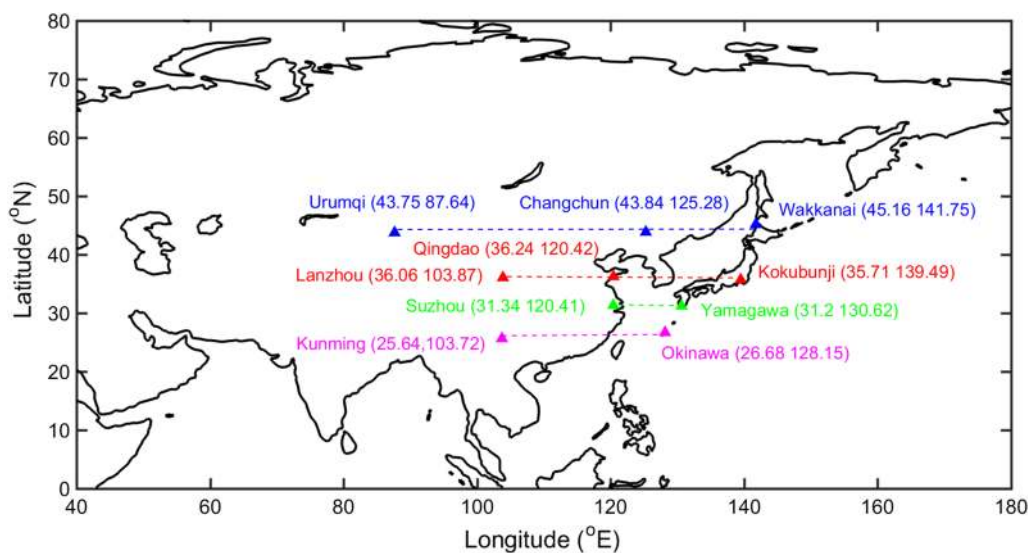 80
70
60
50
40
30
20
10
0
Latitude (°N)
Urumqi (43.75 87.64)
Changchun (43.84 125.28)
Wakkanai (45.16 141.75)
Qingdao (36.24 120.42)
Lanzhou (36.06 103.87)
Kokubunji (35.71 139.49)
Suzhou (31.34 120.41)
Yamagawa (31.2 130.62)
Kunming (25.64,103.72)
Okinawa (26.68 128.15)
40 60 80 100 120 140 160 180
Longitude (°E)